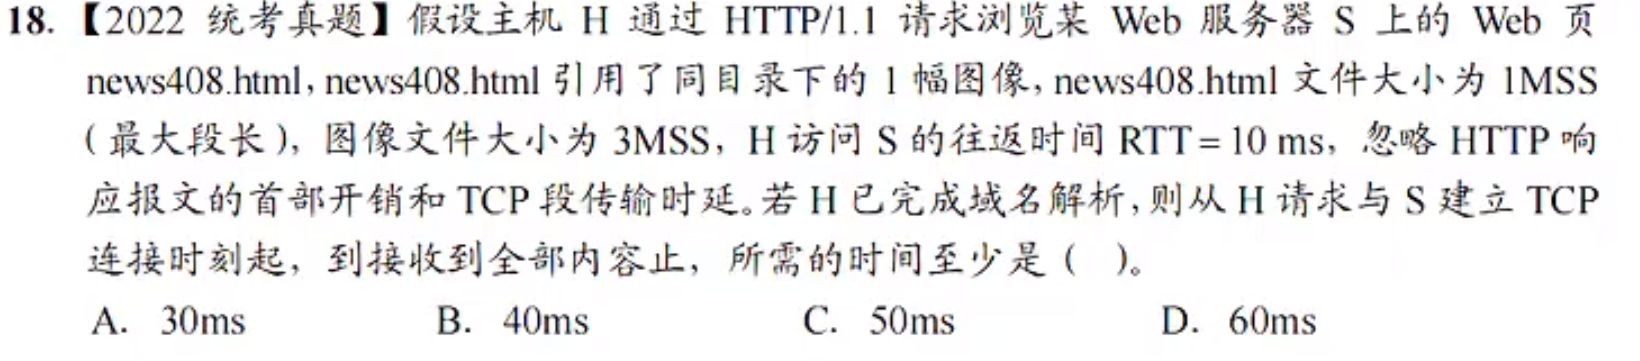 18. 【2022 统考真题】假设主机 H 通过 HTTP/1.1 请求浏览某 Web 服务器 S 上的 Web 页
news408.html，news408.html 引用了同目录下的 1 幅图像，news408.html 文件大小为 1MSS
（最大段长），图像文件大小为 3MSS，H 访问 S 的往返时间 RTT = 10 ms，忽略 HTTP 响
应报文的首部开销和 TCP 段传输时延。若 H 已完成域名解析，则从 H 请求与 S 建立 TCP
连接时刻起，到接收到全部内容止，所需的时间至少是（ ）。
A. 30ms B. 40ms C. 50ms D. 60ms